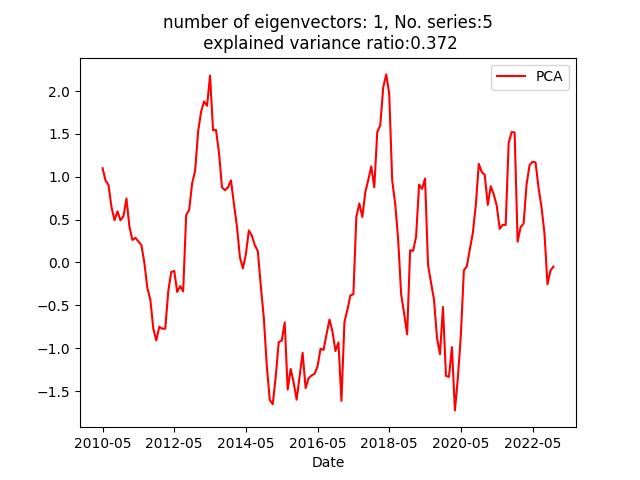 number of eigenvectors: 1, No. series:5
explained variance ratio:0.372
PCA
2.0
1.5
1.0
0.5
0.0
−0.5
−1.0
−1.5
2010-05 2012-05 2014-05 2016-05 2018-05 2020-05 2022-05
Date